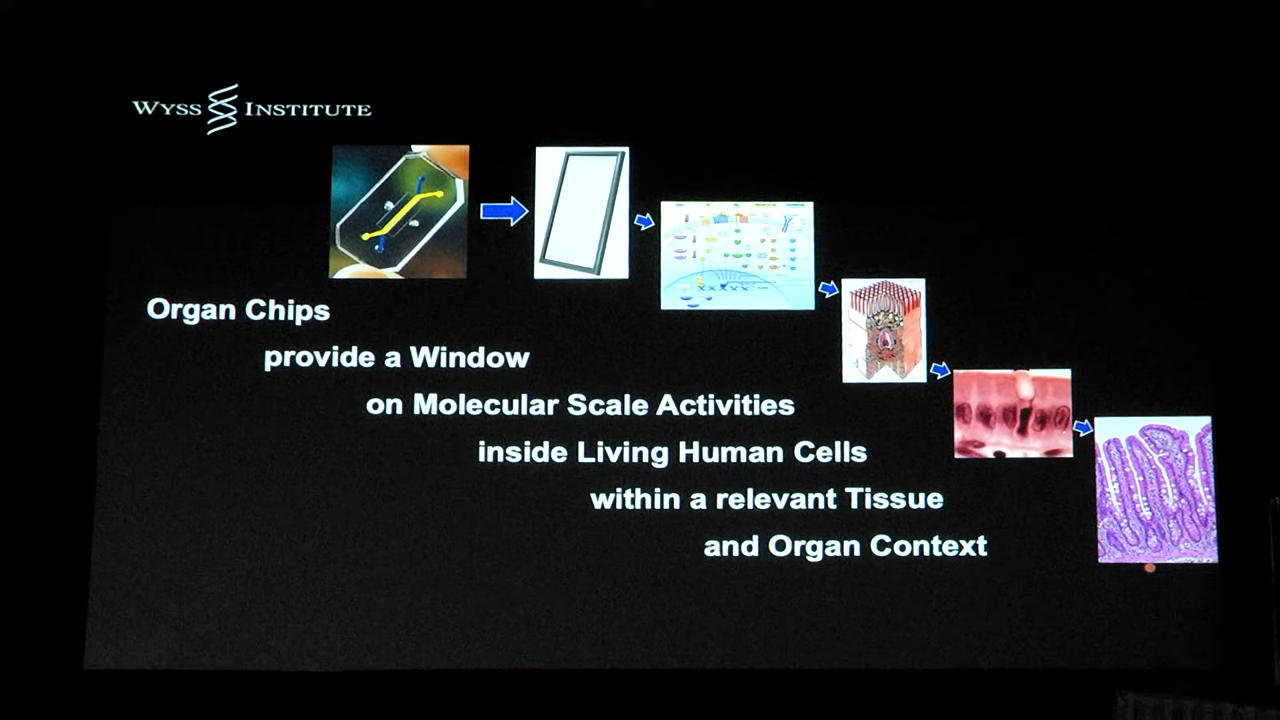 WYSS INSTITUTE
Organ Chips
provide a Window
on Molecular Scale Activities
inside Living Human Cells
within a relevant Tissue
and Organ Context